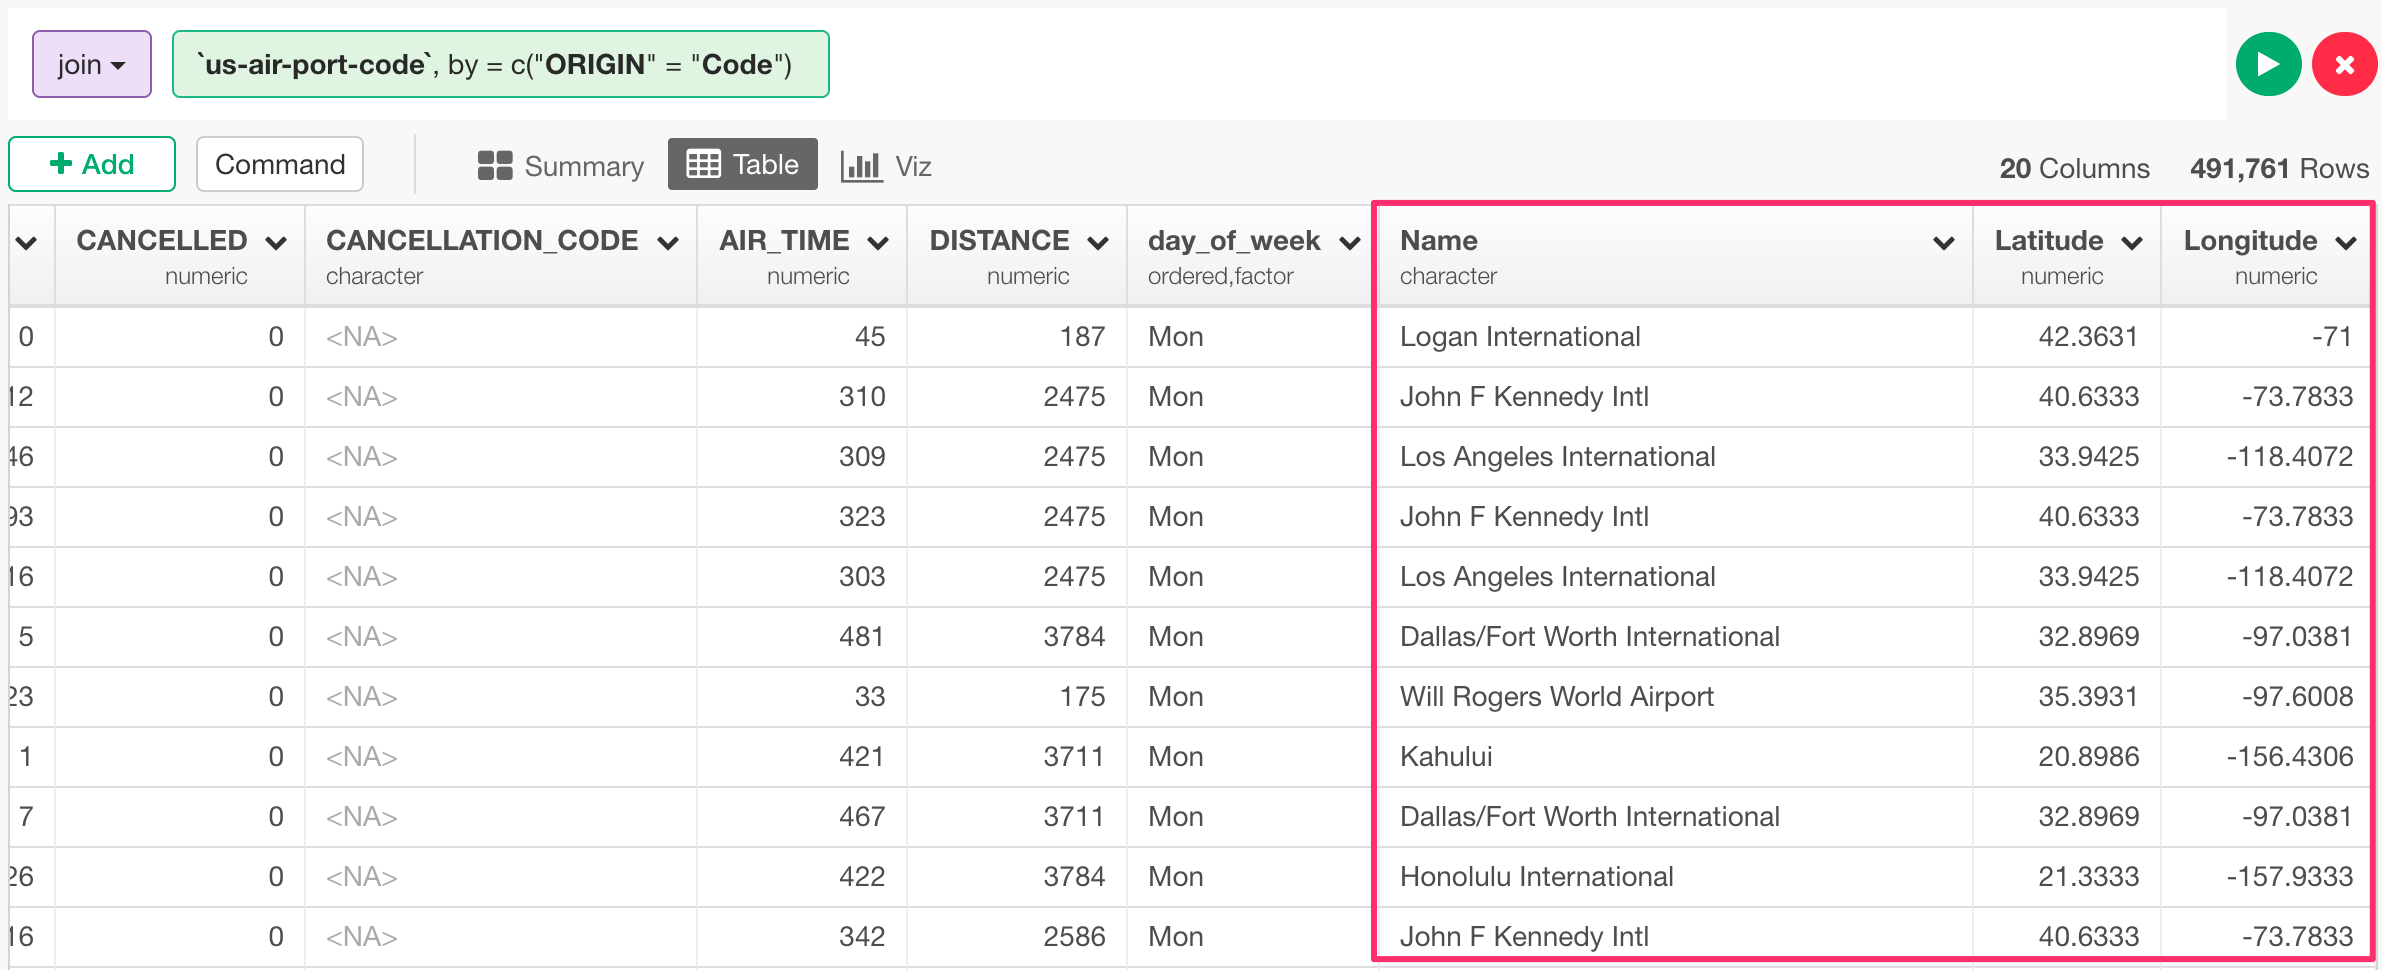 join `us-air-port-code`, by = c("ORIGIN" = "Code")
Add Command Summary Table Viz 20 Columns 491,761 Rows
CANCELLED CANCELLATION_CODE AIR_TIME DISTANCE day_of_week Name Latitude Longitude
numeric character numeric numeric ordered,factor character numeric numeric
0 0 <NA> 45 187 Mon Logan International 42.3631 -71
12 0 <NA> 310 2475 Mon John F Kennedy Intl 40.6333 -73.7833
46 0 <NA> 309 2475 Mon Los Angeles International 33.9425 -118.4072
93 0 <NA> 323 2475 Mon John F Kennedy Intl 40.6333 -73.7833
16 0 <NA> 303 2475 Mon Los Angeles International 33.9425 -118.4072
5 0 <NA> 481 3784 Mon Dallas/Fort Worth International 32.8969 -97.0381
23 0 <NA> 33 175 Mon Will Rogers World Airport 35.3931 -97.6008
1 0 <NA> 421 3711 Mon Kahului 20.8986 -156.4306
7 0 <NA> 467 3711 Mon Dallas/Fort Worth International 32.8969 -97.0381
26 0 <NA> 422 3784 Mon Honolulu International 21.3333 -157.9333
16 0 <NA> 342 2586 Mon John F Kennedy Intl 40.6333 -73.7833